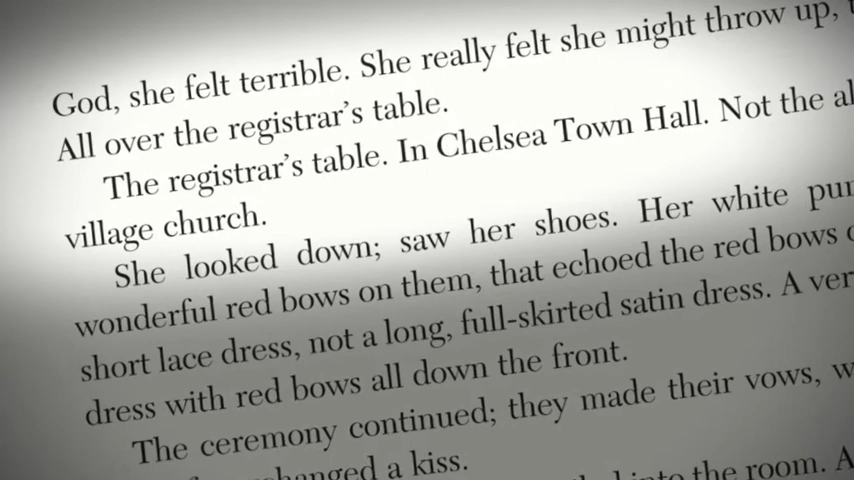 God, she felt terrible. She really felt she might throw up,
All over the registrar's table.
The registrar's table. In Chelsea Town Hall. Not the
village church.
She looked down; saw her shoes. Her white
wonderful red bows on them, that echoed the red bows
short lace dress, not a long, full-skirted satin dress. A
dress with red bows all down the front.
The ceremony continued; they made their vows,
a kiss.
into the room.